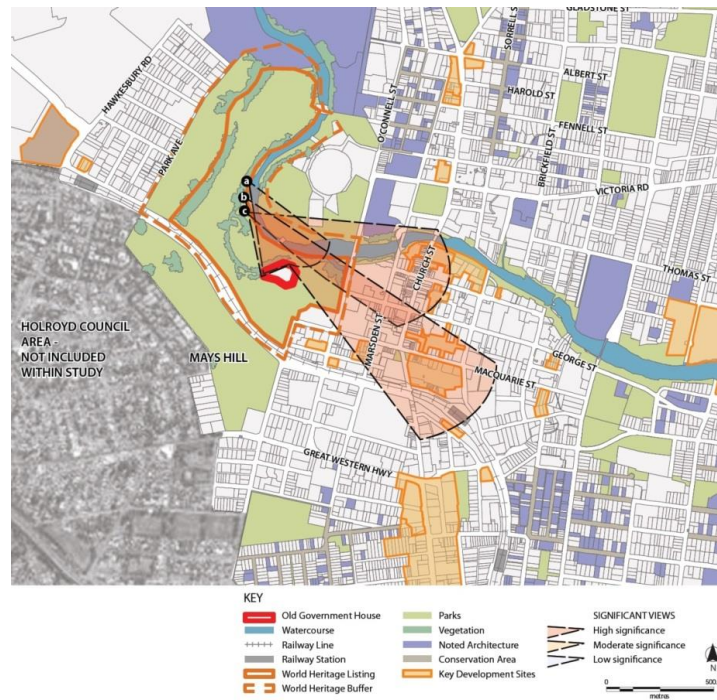 GLADSTONE ST
SORRELL ST
HAWKESBURY RD
ALBERT ST
O'CONNELL ST
HAROLD ST
FENNELL ST
PARK AVE
BRICKFIELD ST
VICTORIA RD
a
b
c
CHURCH ST
THOMAS ST
HOLROYD COUNCIL
AREA -
NOT INCLUDED
WITHIN STUDY
MARSDEN ST
MAYS HILL
GEORGE ST
MACQUARIE ST
GREAT WESTERN HWY
KEY
Old Government House
Watercourse
Railway Line
Railway Station
World Heritage Listing
World Heritage Buffer
Parks
Vegetation
Noted Architecture
Conservation Area
Key Development Sites
SIGNIFICANT VIEWS
High significance
Moderate significance
Low significance
N
0
500
metres